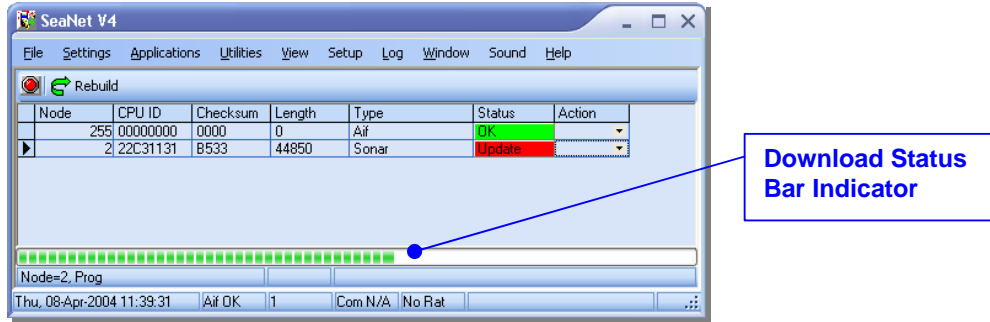 SeaNet V4
File Settings Applications Utilities View Setup Log Window Sound Help
Rebuild
Node CPU ID Checksum Length Type Status Action
255 00000000 0000 0 Aif OK
2 22C31131 B533 44850 Sonar Update
Download Status
Bar Indicator
Node=2, Prog
Thu, 08-Apr-2004 11:39:31 Aif OK 1 Com N/A No Rat